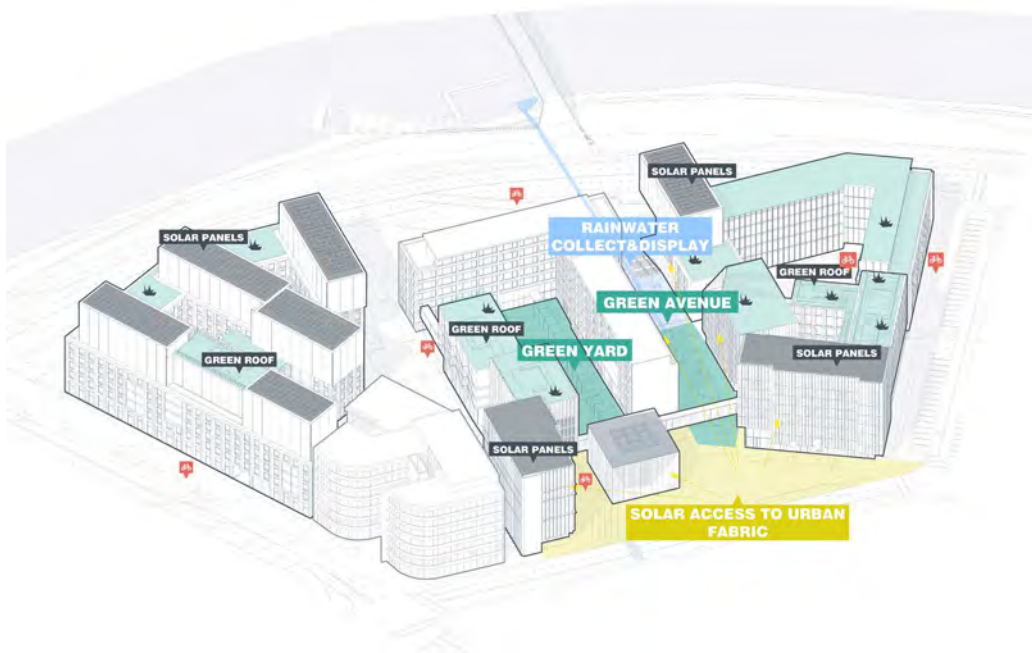 SOLAR PANELS
RAINWATER
COLLECT&DISPLAY
SOLAR PANELS
GREEN ROOF
GREEN AVENUE
GREEN ROOF
GREEN YARD
SOLAR PANELS
GREEN ROOF
SOLAR PANELS
SOLAR ACCESS TO URBAN
FABRIC